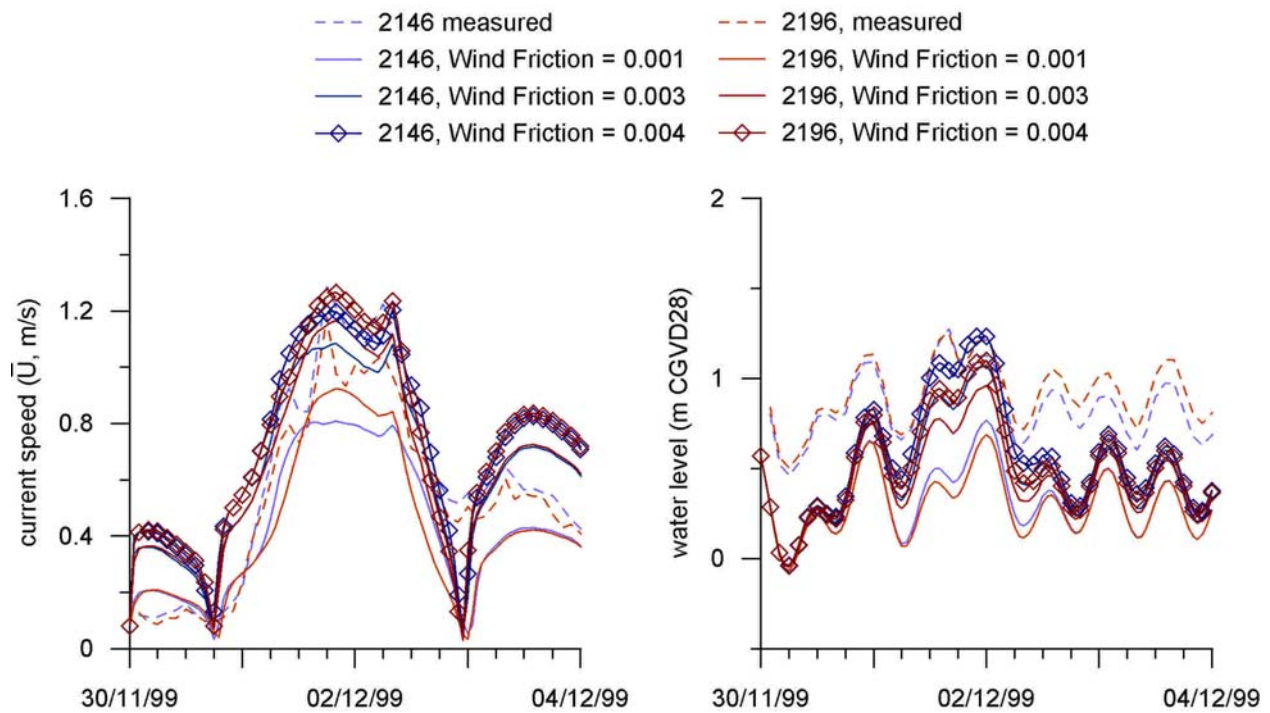 2146 measured
2196, measured
2146, Wind Friction = 0.001
2196, Wind Friction = 0.001
2146, Wind Friction = 0.003
2196, Wind Friction = 0.003
2146, Wind Friction = 0.004
2196, Wind Friction = 0.004
current speed (U̅, m/s)
1.6
1.2
0.8
0.4
0
30/11/99
02/12/99
04/12/99
water level (m CGVD28)
2
1
0
30/11/99
02/12/99
04/12/99